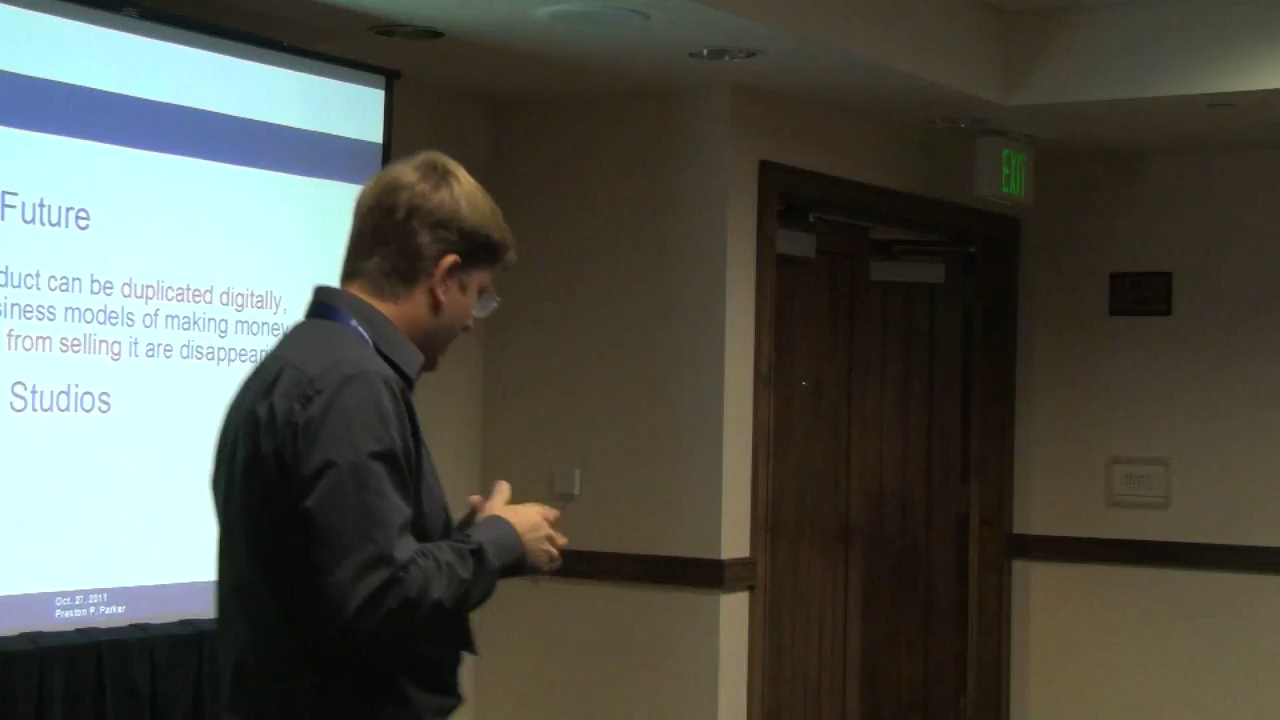 Future
duct can be duplicated digitally,
siness models of making money
from selling it are disappeari
Studios
Oct. 27, 2011
Preston P. Parker
EXIT